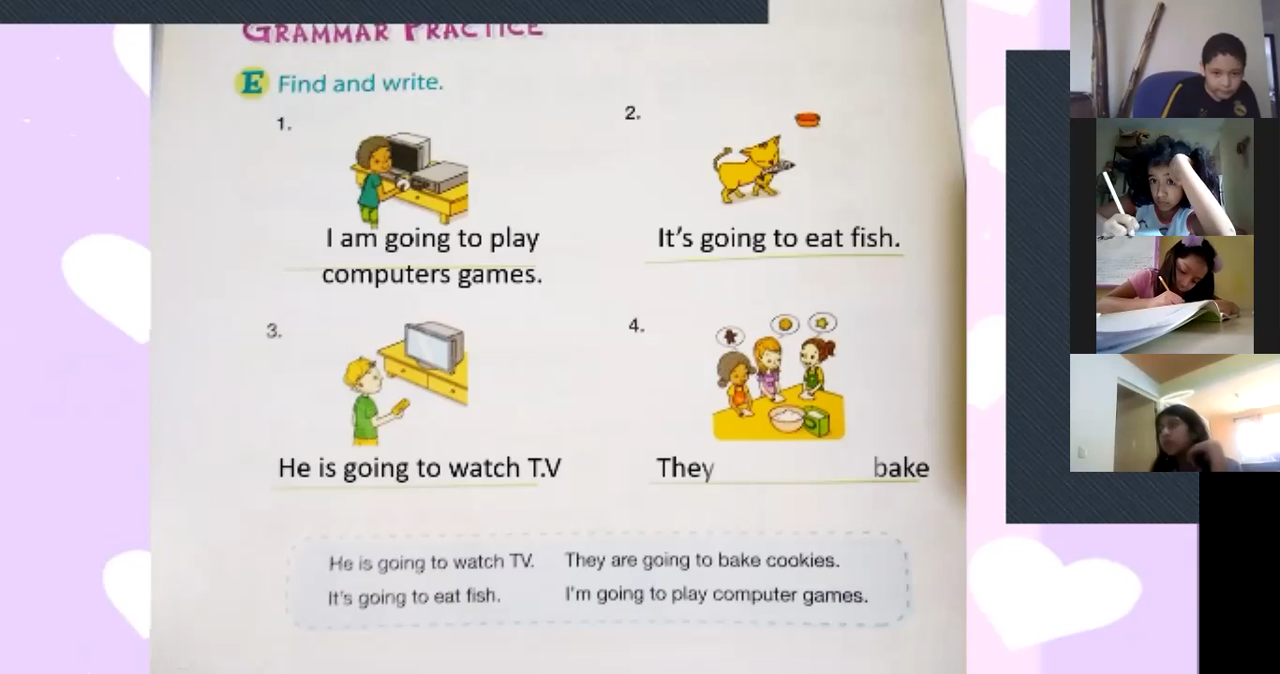 GRAMMAR PRACTICE
E Find and write.
1.
2.
I am going to play
computers games.
It's going to eat fish.
3.
4.
He is going to watch T.V
They bake
He is going to watch TV. They are going to bake cookies.
It's going to eat fish. I'm going to play computer games.